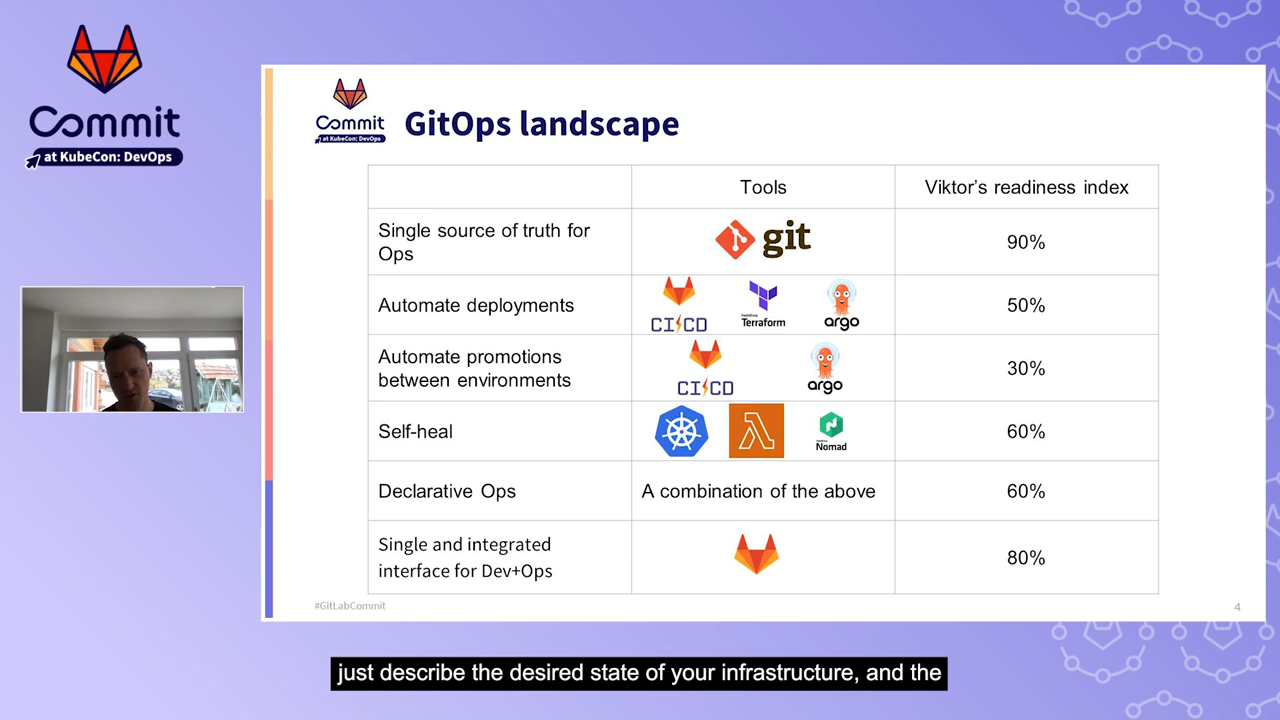 Commit
at KubeCon: DevOps
Commit
at KubeCon: DevOps
GitOps landscape
Tools
Viktor's readiness index
Single source of truth for
Ops
git
90%
Automate deployments
CI/CD
HashiCorp
Terraform
argo
50%
Automate promotions
between environments
CI/CD
argo
30%
Self-heal
Nomad
60%
Declarative Ops
A combination of the above
60%
Single and integrated
interface for Dev+Ops
80%
#GitLabCommit
4
just describe the desired state of your infrastructure, and the